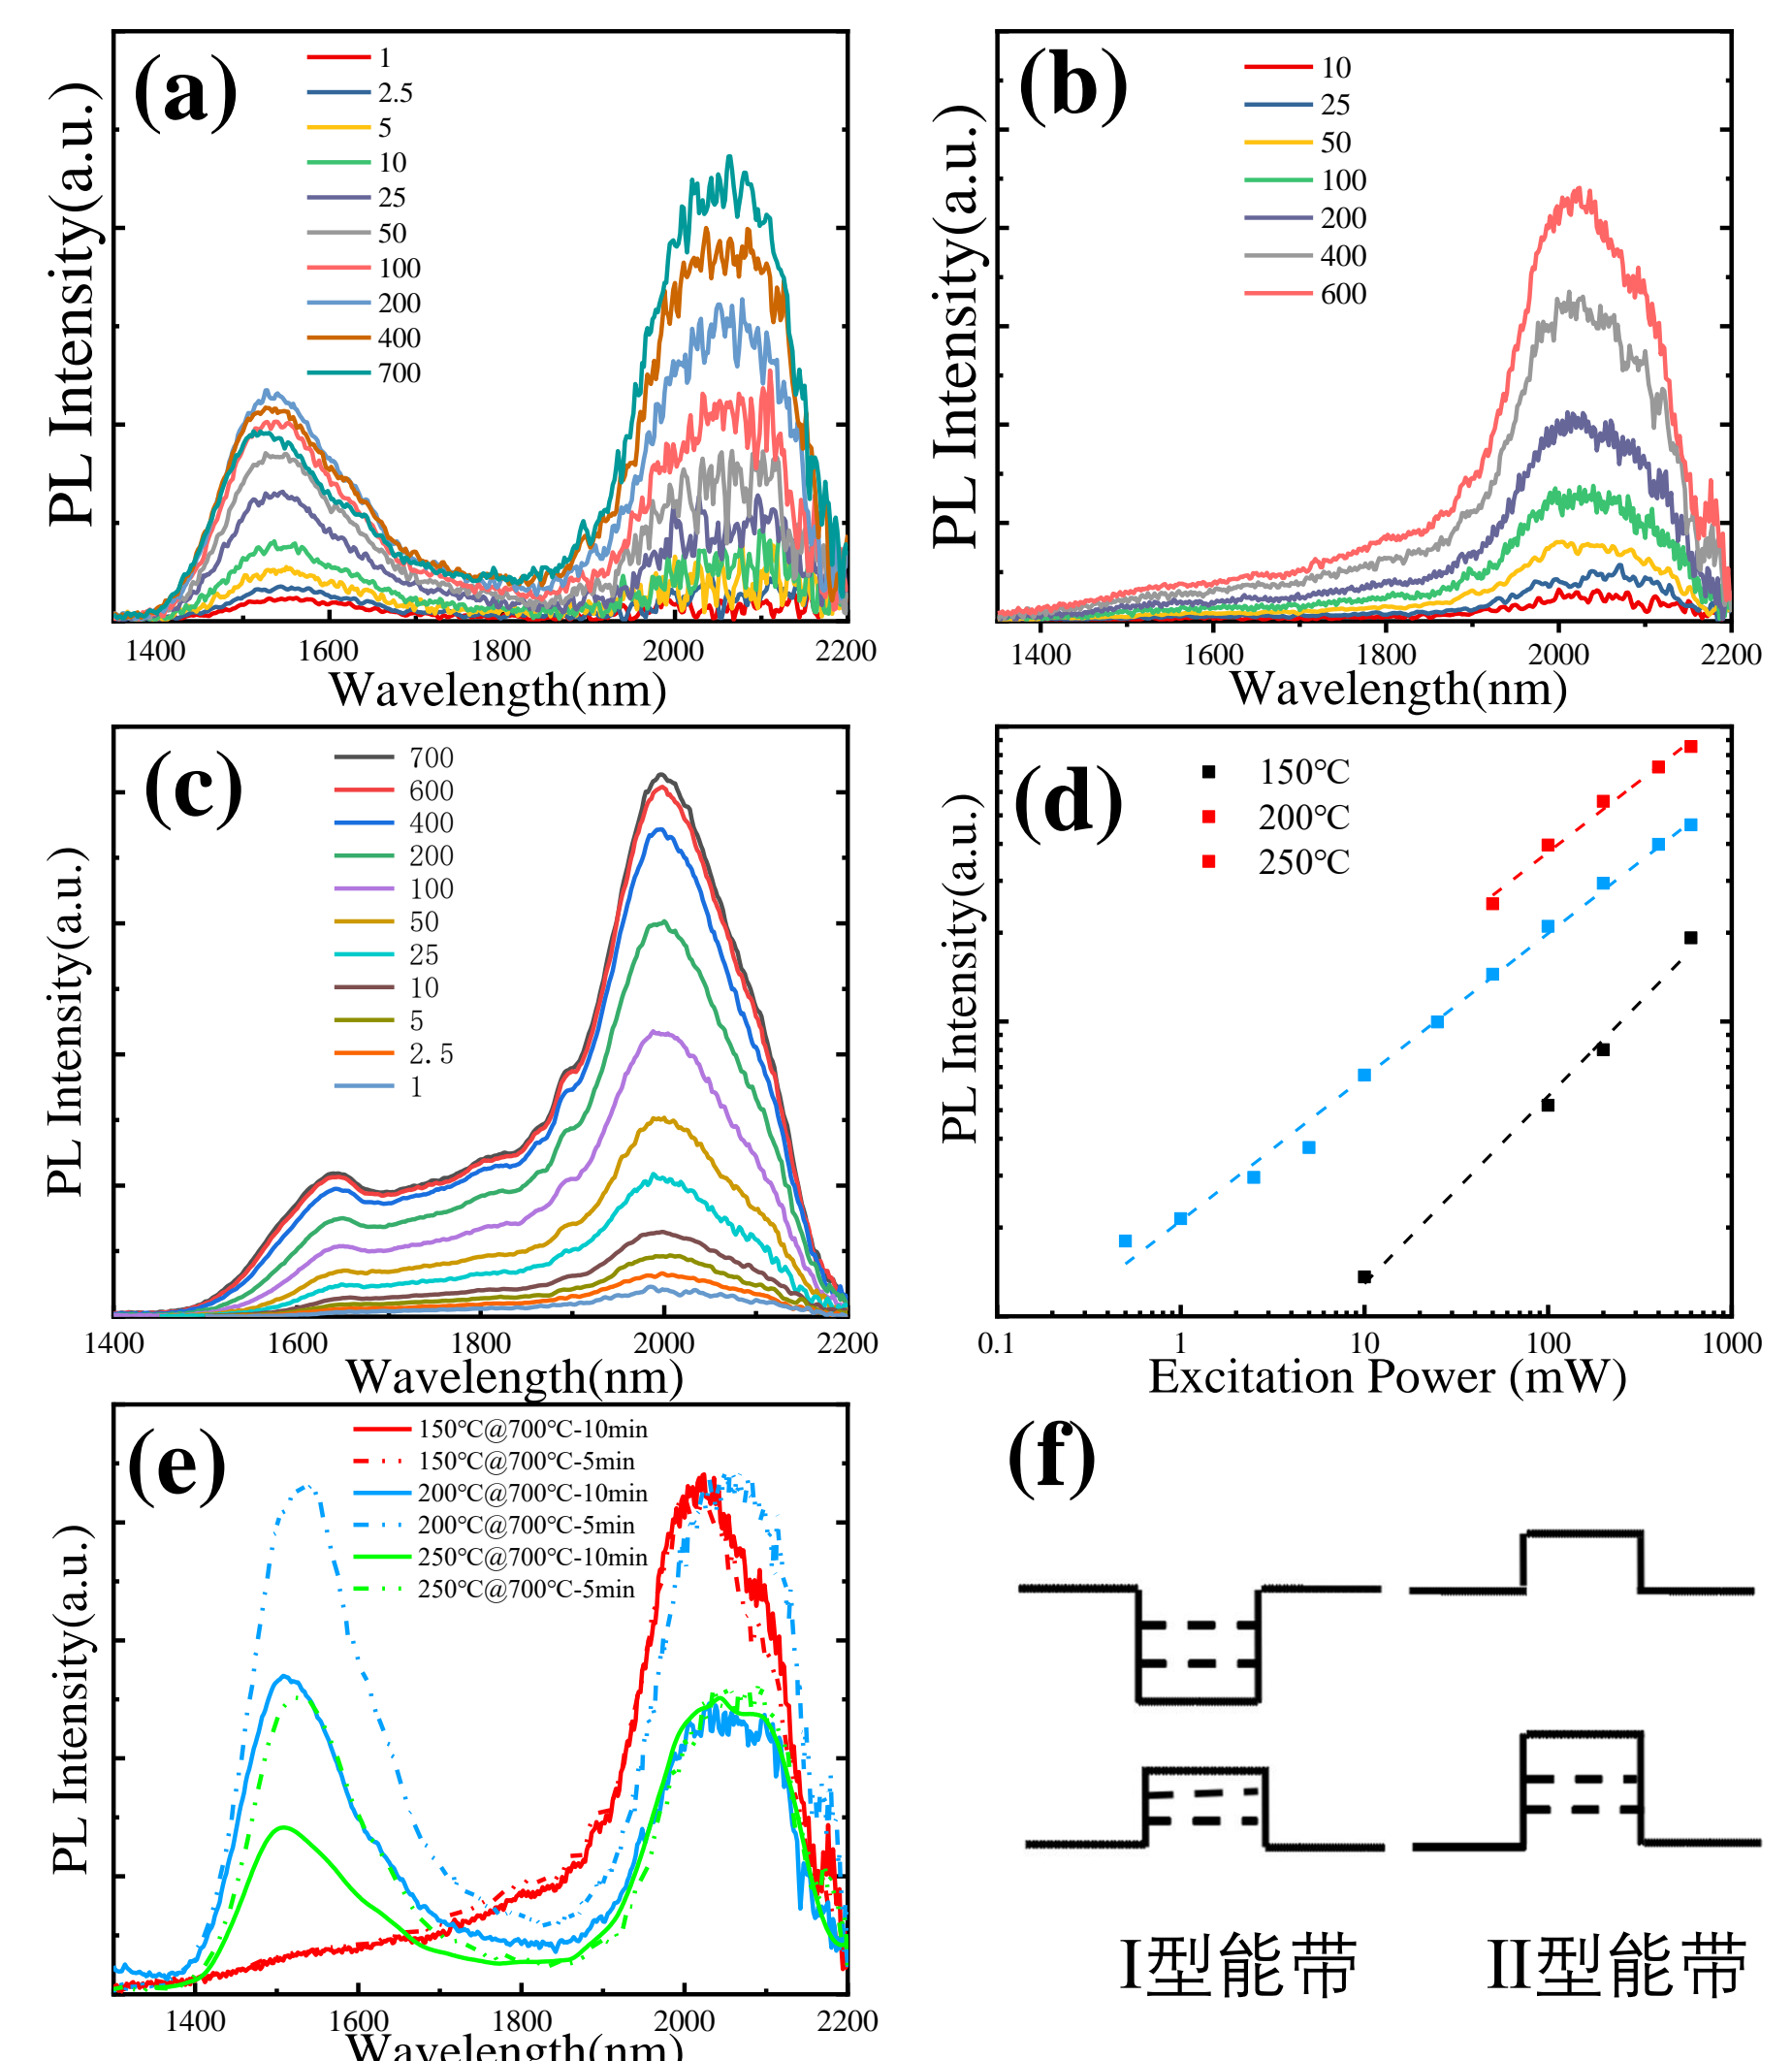 (a)
1
2.5
5
10
25
50
100
200
400
700
PL Intensity(a.u.)
1400 1600 1800 2000 2200
Wavelength(nm)
(b)
10
25
50
100
200
400
600
PL Intensity(a.u.)
1400 1600 1800 2000 2200
Wavelength(nm)
(c)
700
600
400
200
100
50
25
10
5
2.5
1
PL Intensity(a.u.)
1400 1600 1800 2000 2200
Wavelength(nm)
(d)
150℃
200℃
250℃
PL Intensity(a.u.)
0.1 1 10 100 1000
Excitation Power (mW)
(e)
150℃@700℃-10min
150℃@700℃-5min
200℃@700℃-10min
200℃@700℃-5min
250℃@700℃-10min
250℃@700℃-5min
PL Intensity(a.u.)
1400 1600 1800 2000 2200
Wavelength(nm)
(f)
I型能带 II型能带